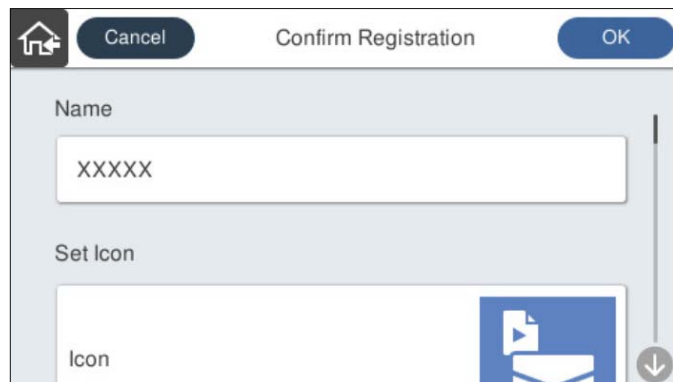 Cancel Confirm Registration OK
Name
XXXXX
Set Icon
Icon